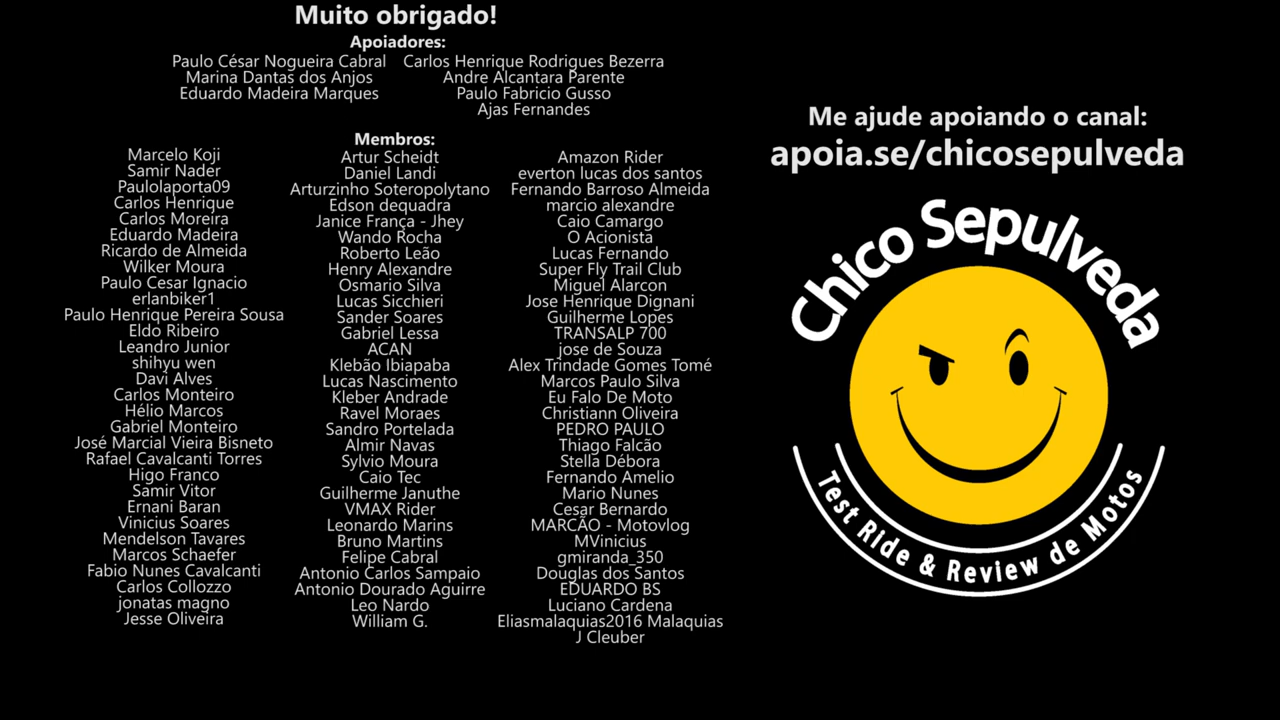 Muito obrigado!
Apoiadores:
Paulo César Nogueira Cabral
Marina Dantas dos Anjos
Eduardo Madeira Marques
Carlos Henrique Rodrigues Bezerra
Andre Alcantara Parente
Paulo Fabricio Gusso
Ajas Fernandes
Membros:
Marcelo Koji
Samir Nader
Paulolaporta09
Carlos Henrique
Carlos Moreira
Eduardo Madeira
Ricardo de Almeida
Wilker Moura
Paulo Cesar Ignacio
erlanbiker1
Paulo Henrique Pereira Sousa
Eldo Ribeiro
Leandro Junior
shihyu wen
Davi Alves
Carlos Monteiro
Hélio Marcos
Gabriel Monteiro
José Marcial Vieira Bisneto
Rafael Cavalcanti Torres
Higo Franco
Samir Vitor
Ernani Baran
Vinicius Soares
Mendelson Tavares
Marcos Schaefer
Fabio Nunes Cavalcanti
Carlos Collozzo
jonatas magno
Jesse Oliveira
Artur Scheidt
Daniel Landi
Arturzinho Soteropolytano
Edson dequadra
Janice França - Jhey
Wando Rocha
Roberto Leão
Henry Alexandre
Osmario Silva
Lucas Sicchieri
Sander Soares
Gabriel Lessa
ACAN
Klebão Ibiapaba
Lucas Nascimento
Kleber Andrade
Ravel Moraes
Sandro Portelada
Almir Navas
Sylvio Moura
Caio Tec
Guilherme Januthe
VMAX Rider
Leonardo Marins
Bruno Martins
Felipe Cabral
Antonio Carlos Sampaio
Antonio Dourado Aguirre
Leo Nardo
William G.
Amazon Rider
everton lucas dos santos
Fernando Barroso Almeida
marcio alexandre
Caio Camargo
O Acionista
Lucas Fernando
Super Fly Trail Club
Miguel Alarcon
Jose Henrique Dignani
Guilherme Lopes
TRANSALP 700
jose de Souza
Alex Trindade Gomes Tomé
Marcos Paulo Silva
Eu Falo De Moto
Christiann Oliveira
PEDRO PAULO
Thiago Falcão
Stella Débora
Fernando Amelio
Mario Nunes
Cesar Bernardo
MARCÃO - Motovlog
MVinicius
gmiranda_350
Douglas dos Santos
EDUARDO BS
Luciano Cardena
Eliasmalaquias2016 Malaquias
J Cleuber
Me ajude apoiando o canal:
apoia.se/chicosepulveda
Chico Sepulveda
Test Ride & Review de Motos